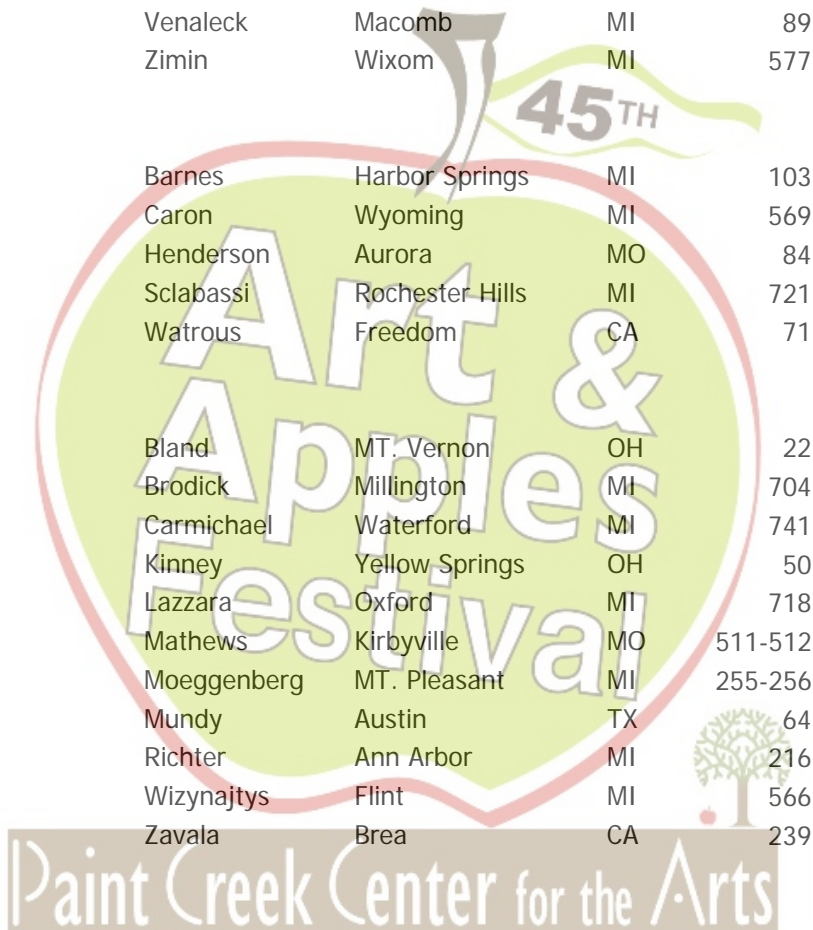 Venaleck Macomb MI 89
Zimin Wixom MI 577
45TH
Barnes Harbor Springs MI 103
Caron Wyoming MI 569
Henderson Aurora MO 84
Sclabassi Rochester Hills MI 721
Watrous Freedom CA 71
Art &
Apples
Festival
Bland MT. Vernon OH 22
Brodick Millington MI 704
Carmichael Waterford MI 741
Kinney Yellow Springs OH 50
Lazzara Oxford MI 718
Mathews Kirbyville MO 511-512
Moeggenberg MT. Pleasant MI 255-256
Mundy Austin TX 64
Richter Ann Arbor MI 216
Wizynajtys Flint MI 566
Zavala Brea CA 239
Paint Creek Center for the Arts